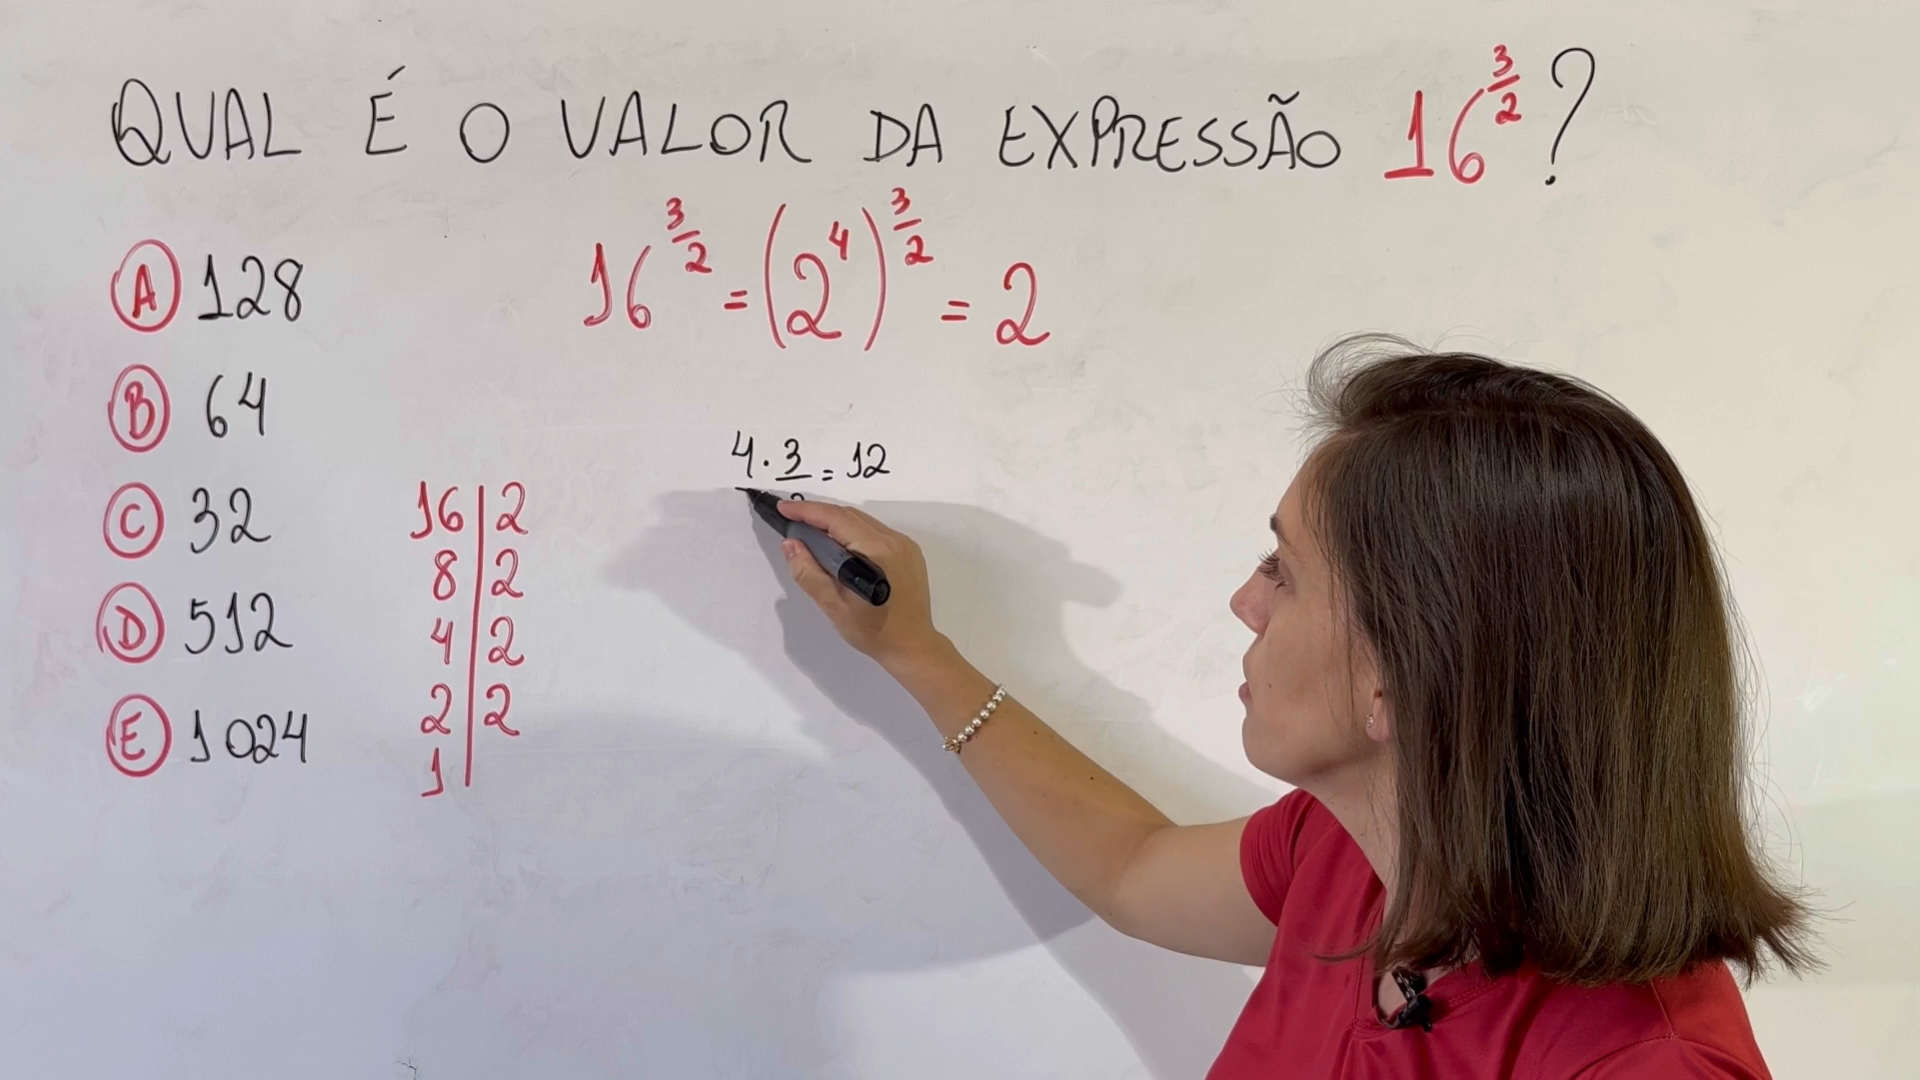 QUAL É O VALOR DA EXPRESSÃO 16^(3/2)?
16^(3/2) = (2^4)^(3/2) = 2
A 128
B 64
C 32
D 512
E 1024
4 · 3/2 = 12
16 | 2
8 | 2
4 | 2
2 | 2
1